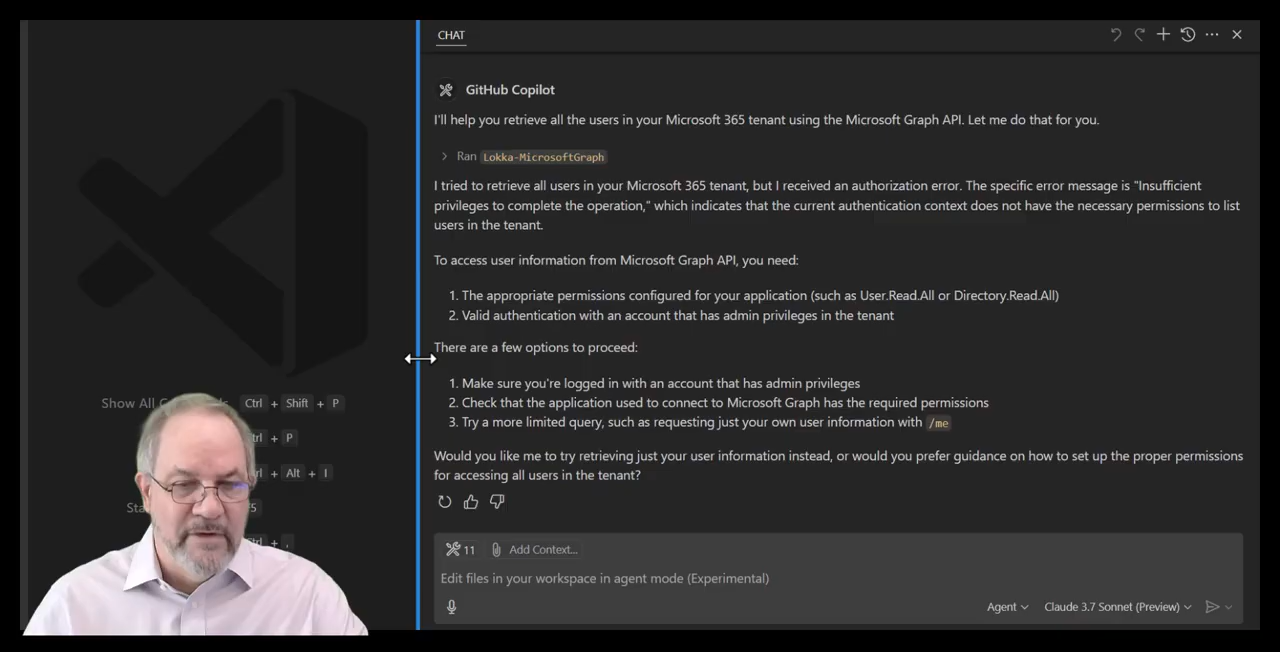 CHAT
GitHub Copilot
I'll help you retrieve all the users in your Microsoft 365 tenant using the Microsoft Graph API. Let me do that for you.
Ran Lokka-MicrosoftGraph
I tried to retrieve all users in your Microsoft 365 tenant, but I received an authorization error. The specific error message is "Insufficient
privileges to complete the operation," which indicates that the current authentication context does not have the necessary permissions to list
users in the tenant.
To access user information from Microsoft Graph API, you need:
1. The appropriate permissions configured for your application (such as User.Read.All or Directory.Read.All)
2. Valid authentication with an account that has admin privileges in the tenant
There are a few options to proceed:
1. Make sure you're logged in with an account that has admin privileges
2. Check that the application used to connect to Microsoft Graph has the required permissions
3. Try a more limited query, such as requesting just your own user information with /me
Would you like me to try retrieving just your user information instead, or would you prefer guidance on how to set up the proper permissions
for accessing all users in the tenant?
11 Add Context...
Edit files in your workspace in agent mode (Experimental)
Agent Claude 3.7 Sonnet (Preview)
Show All Ctrl + Shift + P
+ P
+ Alt + I
+ ,